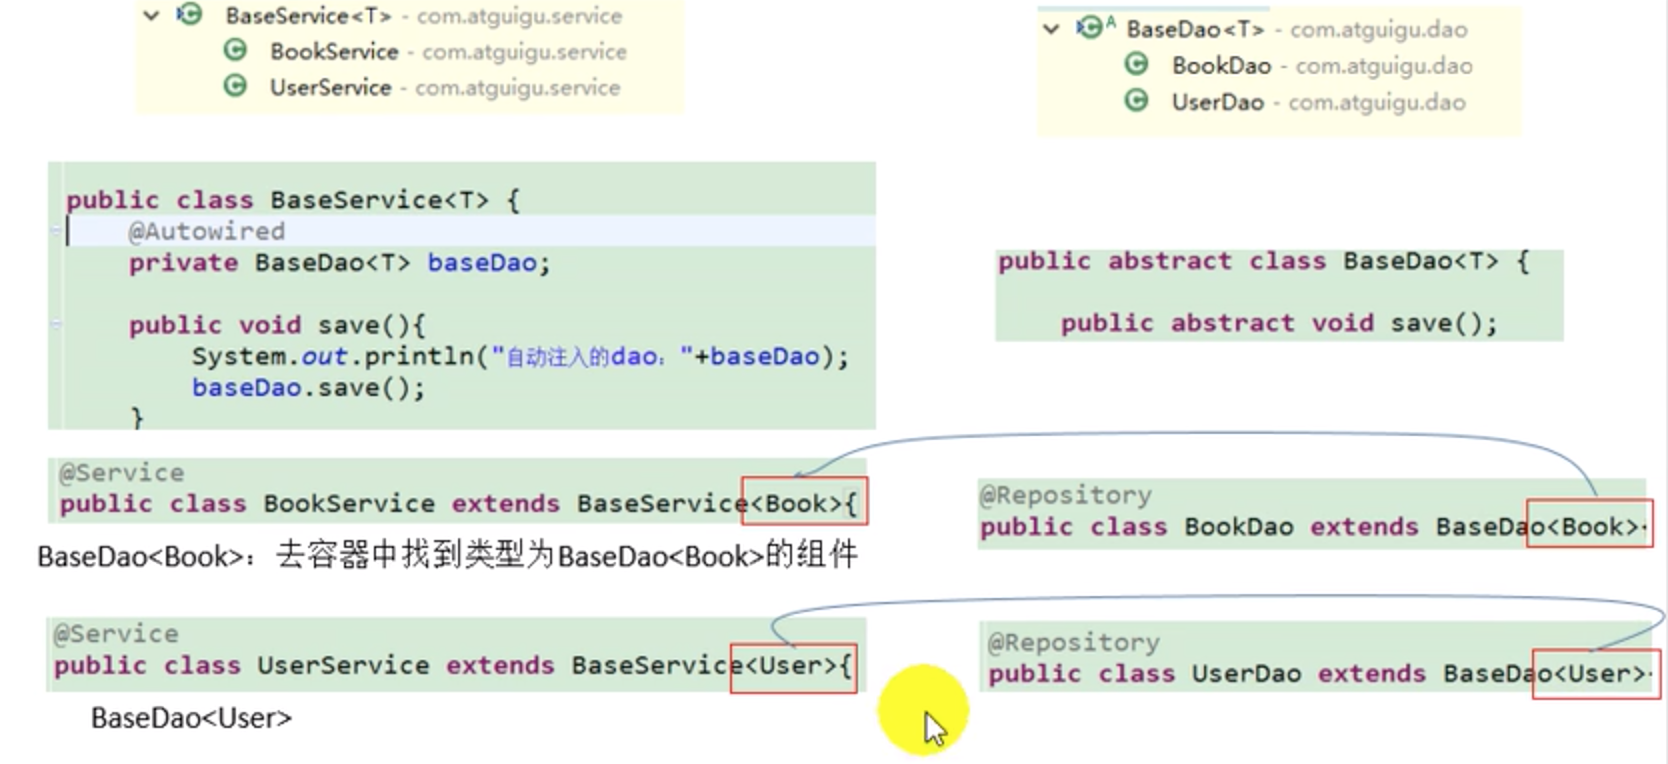 BaseService<T> - com.atguigu.service
BookService - com.atguigu.service
UserService - com.atguigu.service
BaseDao<T> - com.atguigu.dao
BookDao - com.atguigu.dao
UserDao - com.atguigu.dao
public class BaseService<T> {
@Autowired
private BaseDao<T> baseDao;
public void save(){
System.out.println("自动注入的dao："+baseDao);
baseDao.save();
}
public abstract class BaseDao<T> {
public abstract void save();
@Service
public class BookService extends BaseService<Book>{
BaseDao<Book>：去容器中找到类型为BaseDao<Book>的组件
@Repository
public class BookDao extends BaseDao<Book>
@Service
public class UserService extends BaseService<User>{
BaseDao<User>
@Repository
public class UserDao extends BaseDao<User>